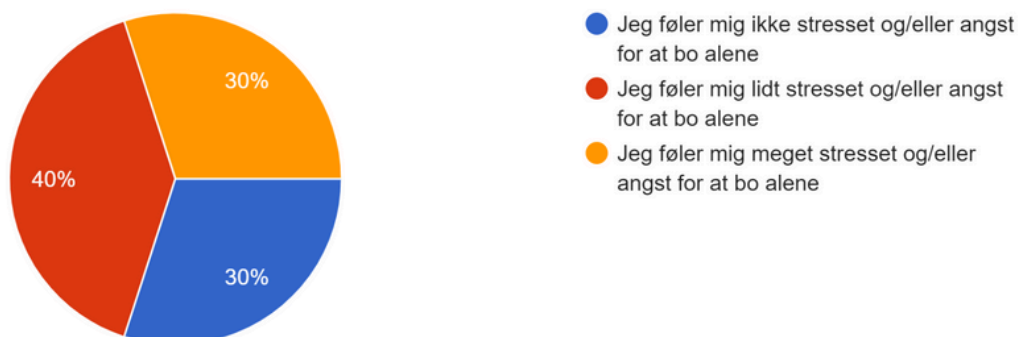 30%
40%
30%
Jeg føler mig ikke stresset og/eller angst
for at bo alene
Jeg føler mig lidt stresset og/eller angst
for at bo alene
Jeg føler mig meget stresset og/eller
angst for at bo alene